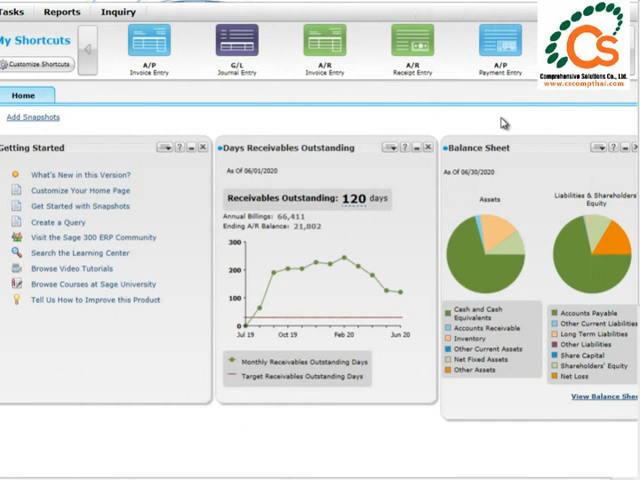 asks
Reports
Inquiry
My Shortcuts
Customize Shortcuts
A/P
Invoice Entry
G/L
Journal Entry
A/R
Invoice Entry
A/R
Receipt Entry
A/P
Payment Entry
CS
Comprehensive Solutions Co., Ltd.
www.cscompthai.com
Home
Add Snapshots
Getting Started
What's New in this Version?
Customize Your Home Page
Get Started with Snapshots
Create a Query
Visit the Sage 300 ERP Community
Search the Learning Center
Browse Video Tutorials
Browse Courses at Sage University
Tell Us How to Improve this Product
Days Receivables Outstanding
As Of 06/01/2020
Receivables Outstanding: 120 days
Annual Billings: 66,411
Ending A/R Balance: 21,802
300
200
100
0
Jul 19
Oct 19
Feb 20
Jun 20
Monthly Receivables Outstanding Days
Target Receivables Outstanding Days
Balance Sheet
As Of 06/30/2020
Assets
Cash and Cash
Equivalents
Accounts Receivable
Inventory
Other Current Assets
Net Fixed Assets
Other Assets
Liabilities & Shareholders'
Equity
Accounts Payable
Other Current Liabilities
Long Term Liabilities
Other Liabilities
Share Capital
Shareholders' Equity
Net Loss
View Balance Shee